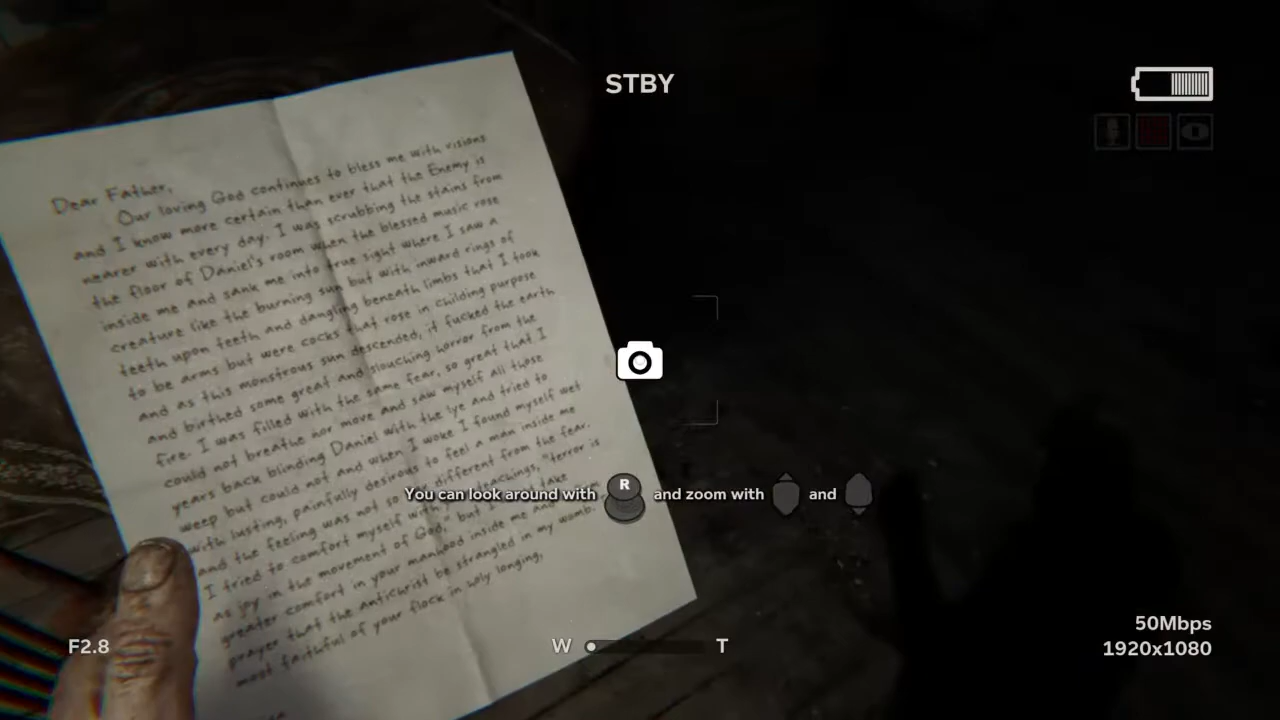 STBY
Dear Father,
Our loving God continues to bless me with visions
and I know more certain than ever that the Enemy is
nearer with every day. I was scrubbing the stains from
the floor of Daniel's room when the blessed music rose
inside me and sank me into true sight where I saw a
creature like the burning sun but with inward rings of
teeth upon teeth and dangling beneath limbs that I took
to be arms but were cocks that rose in childing purpose
and as this monstrous sun descended, it fucked the earth
and birthed some great and slouching horror from the
fire. I was filled with the same fear, so great that I
could not breathe nor move and saw myself all those
years back blinding Daniel with the lye and tried to
weep but could not and when I woke I found myself wet
with lusting, painfully desirous to feel a man inside me
and the feeling was not so different from the fear.
I tried to comfort myself with your teachings, "terror is
as joy in the movement of God," but I take
greater comfort in your manhood inside me and
prayer that the antichrist be strangled in my womb.
most faithful of your flock in holy longing,
You can look around with R and zoom with and
F2.8
W T
50Mbps
1920x1080